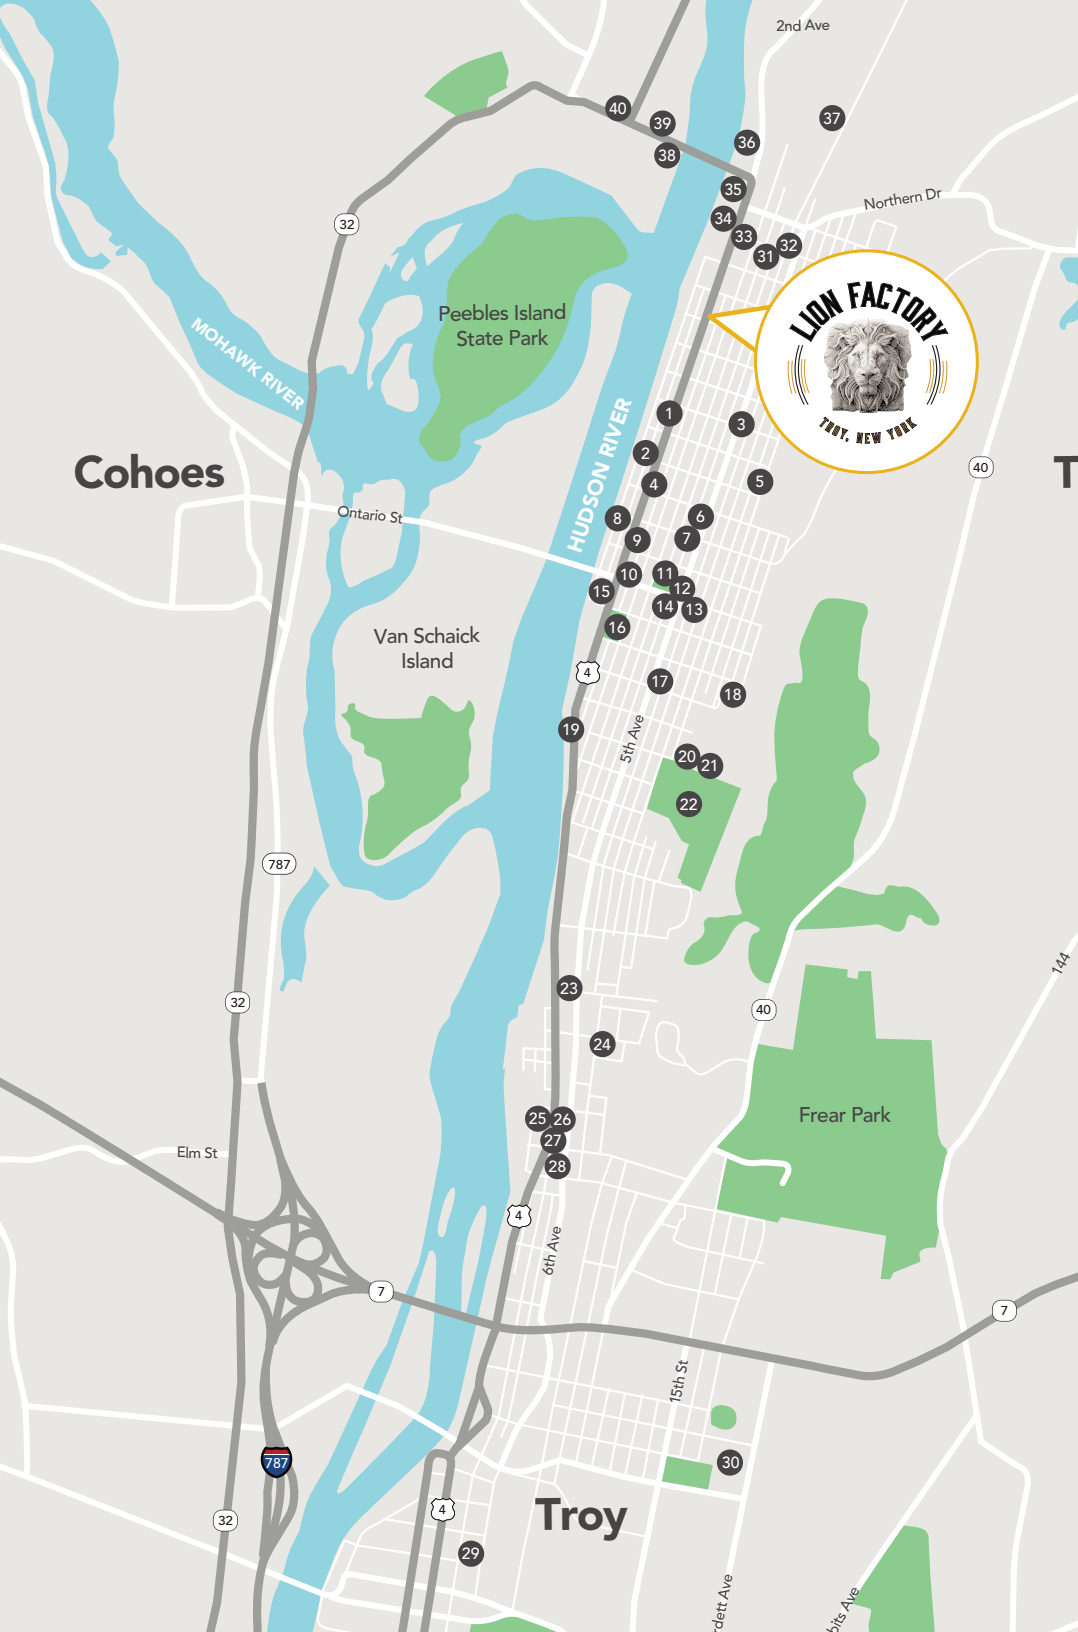 2nd Ave
40
39
37
38
36
35
34
33
32
31
Northern Dr
32
LION FACTORY
TROY, NEW YORK
Peebles Island
State Park
MOHAWK RIVER
HUDSON RIVER
1
3
2
4
5
40
T
Cohoes
Ontario St
8
6
9
7
10
11
12
15
14
13
16
Van Schaick
Island
4
17
18
19
5th Ave
20
21
22
787
144
32
23
40
24
Frear Park
25
26
27
28
Elm St
4
6th Ave
7
7
15th St
787
30
4
Troy
32
29
rdett Ave
bits Ave